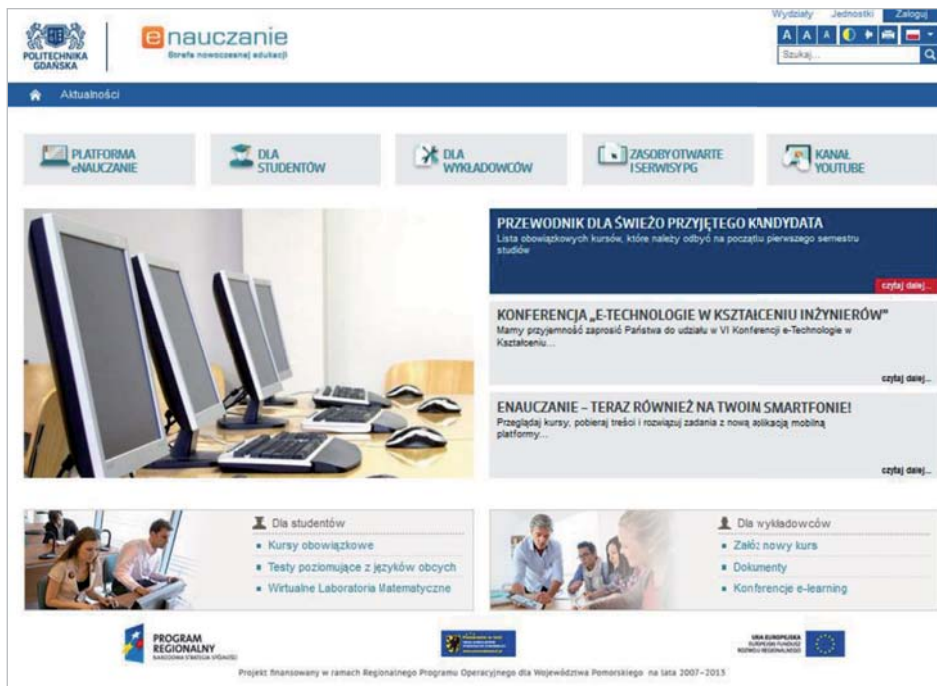 Wydziały Jednostki Zaloguj
POLITECHNIKA
GDAŃSKA
e nauczanie
Strefa nowoczesnej edukacji
A A A
Szukaj...
Aktualności
PLATFORMA
eNAUCZANIE
DLA
STUDENTÓW
DLA
WYKŁADOWCÓW
ZASOBY OTWARTE
I SERWISY PG
KANAŁ
YOUTUBE
PRZEWODNIK DLA ŚWIEŻO PRZYJĘTEGO KANDYDATA
Lista obowiązkowych kursów, które należy odbyć na początlu pierwszego semestru
studiów
czytaj dalej...
KONFERENCJA „E-TECHNOLOGIE W KSZTAŁCENIU INŻYNIERÓW”
Mamy przyjemność zaprosić Państwa do udziału w VI Konferencji e-Technologie w
Kształceniu...
czytaj dalej...
ENAUCZANIE – TERAZ RÓWNIEŻ NA TWOIM SMARTFONIE!
Przeglądaj kursy, pobieraj treści i rozwiązuj zadania z nową aplikacją mobilną
platformy...
czytaj dalej...
Dla studentów
Kursy obowiązkowe
Testy poziomujące z języków obcych
Wirtualne Laboratoria Matematyczne
Dla wykładowców
Załóż nowy kurs
Dokumenty
Konferencje e-learning
PROGRAM
REGIONALNY
NARODOWA STRATEGIA SPÓJNOŚCI
UNIA EUROPEJSKA
EUROPEJSKI FUNDUSZ
ROZWOJU REGIONALNEGO
Projekt finansowany w ramach Regionalnego Programu Operacyjnego dla Województwa Pomorskiego na lata 2007–2013